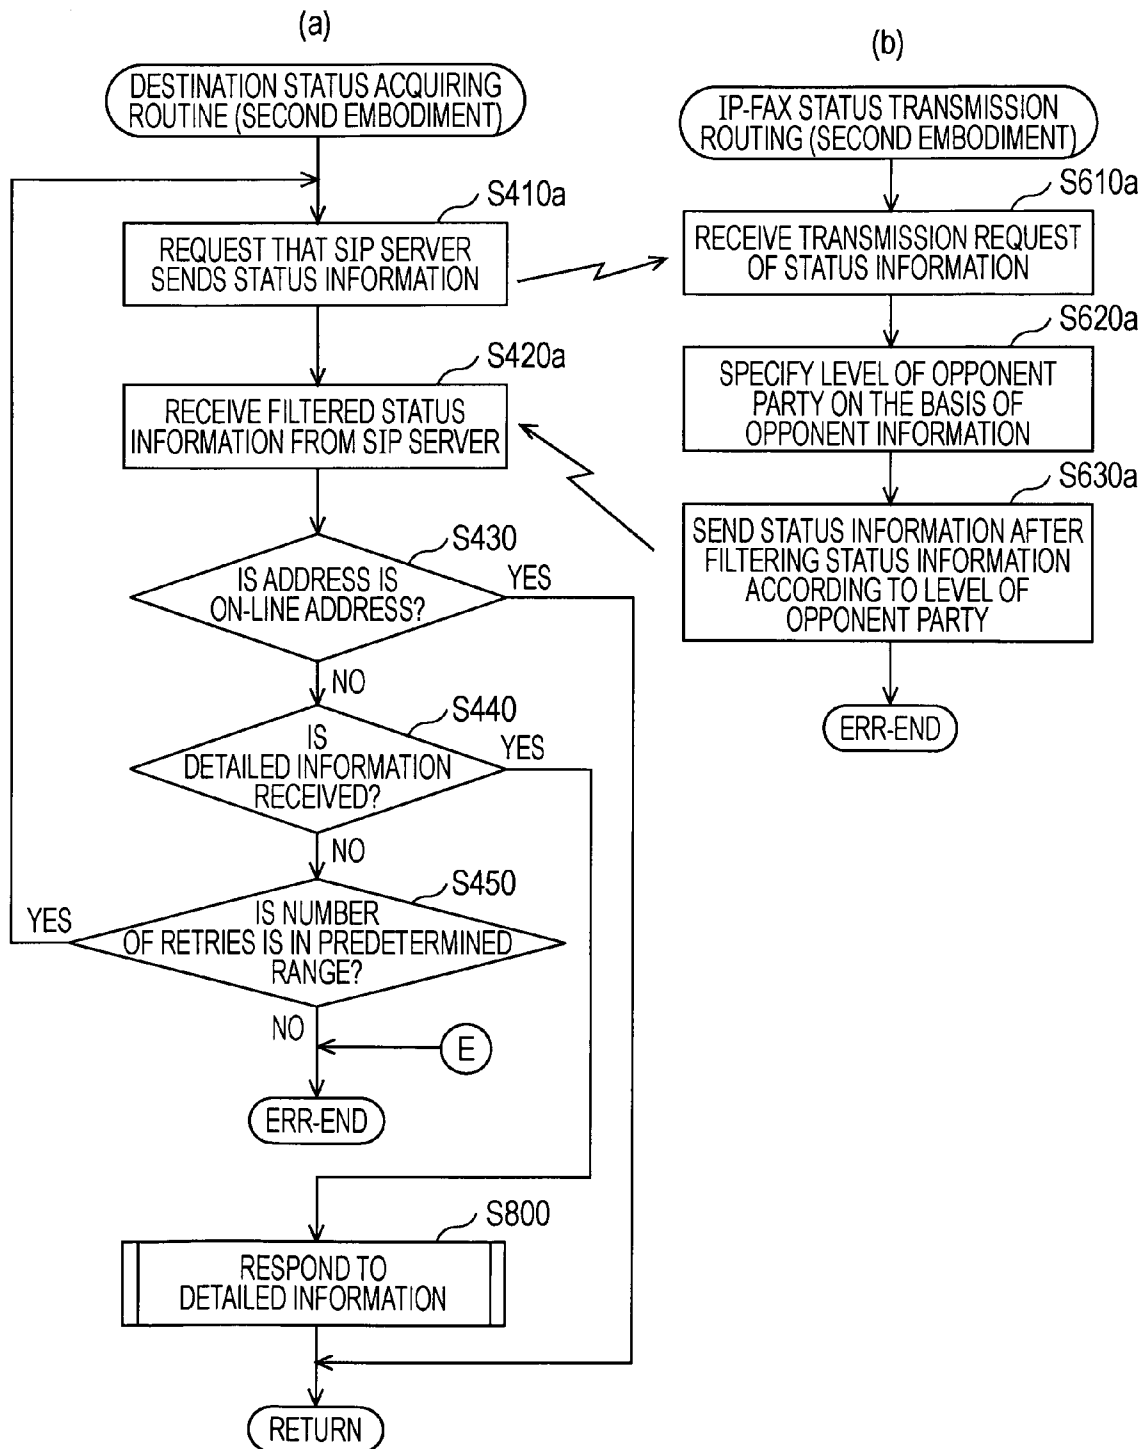 (a)
DESTINATION STATUS ACQUIRING
ROUTINE (SECOND EMBODIMENT)
S410a
REQUEST THAT SIP SERVER
SENDS STATUS INFORMATION
S420a
RECEIVE FILTERED STATUS
INFORMATION FROM SIP SERVER
S430
IS ADDRESS IS
ON-LINE ADDRESS?
YES
NO
S440
IS
DETAILED INFORMATION
RECEIVED?
YES
NO
S450
IS NUMBER
OF RETRIES IS IN PREDETERMINED
RANGE?
YES
NO
E
ERR-END
S800
RESPOND TO
DETAILED INFORMATION
RETURN
(b)
IP-FAX STATUS TRANSMISSION
ROUTING (SECOND EMBODIMENT)
S610a
RECEIVE TRANSMISSION REQUEST
OF STATUS INFORMATION
S620a
SPECIFY LEVEL OF OPPONENT
PARTY ON THE BASIS OF
OPPONENT INFORMATION
S630a
SEND STATUS INFORMATION AFTER
FILTERING STATUS INFORMATION
ACCORDING TO LEVEL OF
OPPONENT PARTY
ERR-END